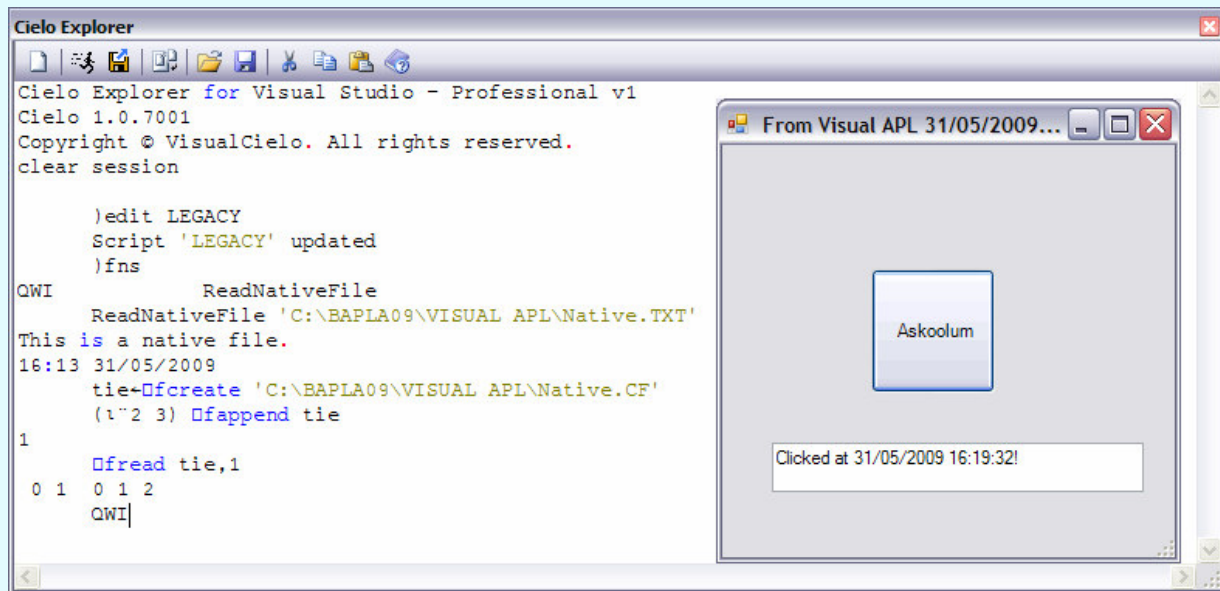 Cielo Explorer
Cielo Explorer for Visual Studio - Professional v1
Cielo 1.0.7001
Copyright © VisualCielo. All rights reserved.
clear session
)edit LEGACY
Script 'LEGACY' updated
)fns
QWI ReadNativeFile
ReadNativeFile 'C:\BAPLA09\VISUAL APL\Native.TXT'
This is a native file.
16:13 31/05/2009
tie←⎕fcreate 'C:\BAPLA09\VISUAL APL\Native.CF'
(⍳¨2 3) ⎕fappend tie
1
⎕fread tie,1
0 1 0 1 2
QWI
From Visual APL 31/05/2009...
Askoolum
Clicked at 31/05/2009 16:19:32!